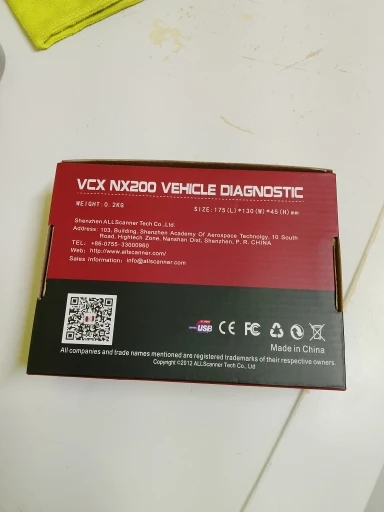 VCX NX200 VEHICLE DIAGNOSTIC
WEIGHT: 0.2KG
SIZE: 175(L)*130(W)*45(H)mm
Shenzhen ALLScanner Tech Co.,Ltd.
Address: 103, Building, Shenzhen Academy Of Aerospace Technolgy, 10 South
Road, Hightech Zone, Nanshan Dist, Shenzhen, P. R. CHINA
TEL: +86-0755-33000960
Web: http://www.allscanner.com/
Sales Information: info@allscanner.com
USB CE FC
Made in China
All companies and trade names mentioned are registered trademarks of their respective owners.
Copyright ©2012 ALLScanner Tech Co., Ltd